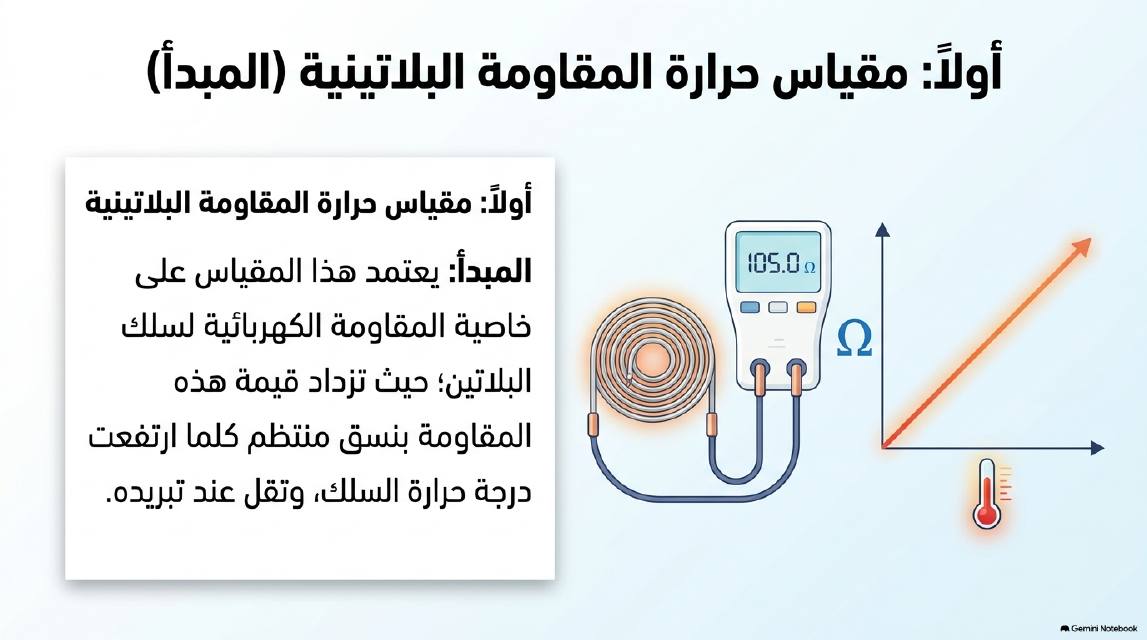 أولاً: مقياس حرارة المقاومة البلاتينية (المبدأ)
أولاً: مقياس حرارة المقاومة البلاتينية
المبدأ: يعتمد هذا المقياس على
خاصية المقاومة الكهربائية لسلك
البلاتين؛ حيث تزداد قيمة هذه
المقاومة بنسق منتظم كلما ارتفعت
درجة حرارة السلك، وتقل عند تبريده.
105.0 Ω
Ω
Gemini Notebook